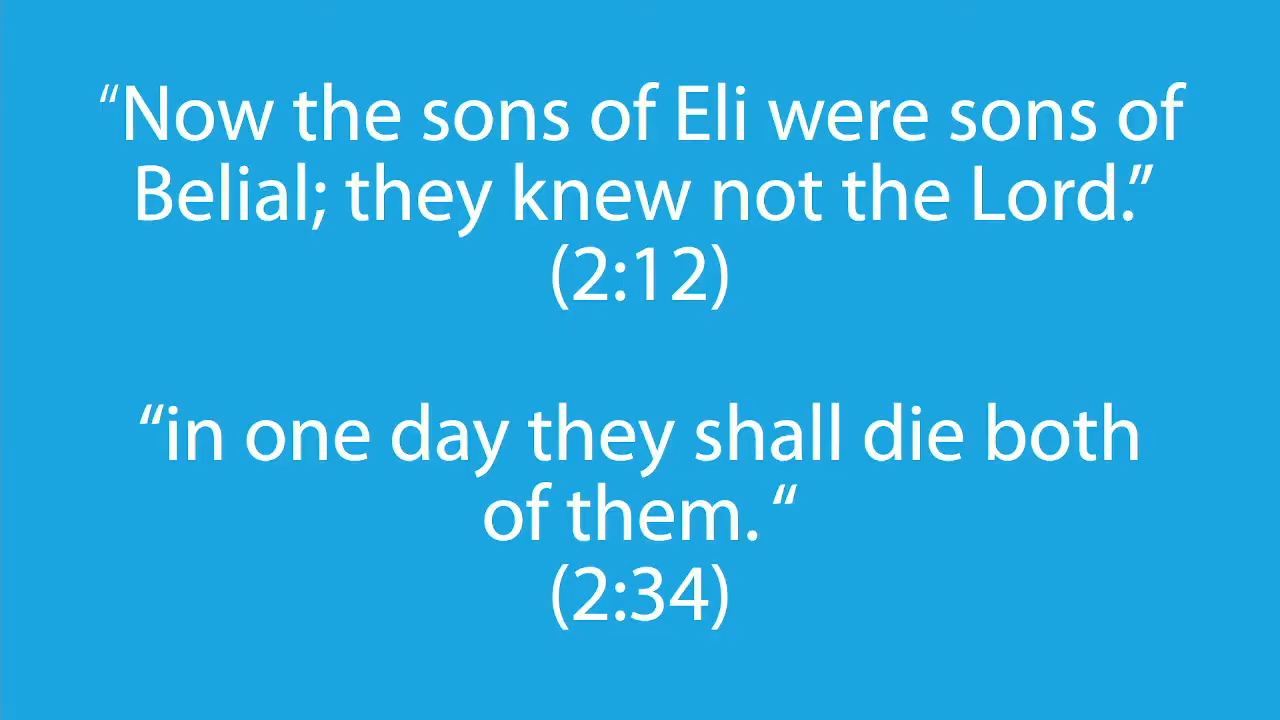 “Now the sons of Eli were sons of
Belial; they knew not the Lord.”
(2:12)
“in one day they shall die both
of them. “
(2:34)